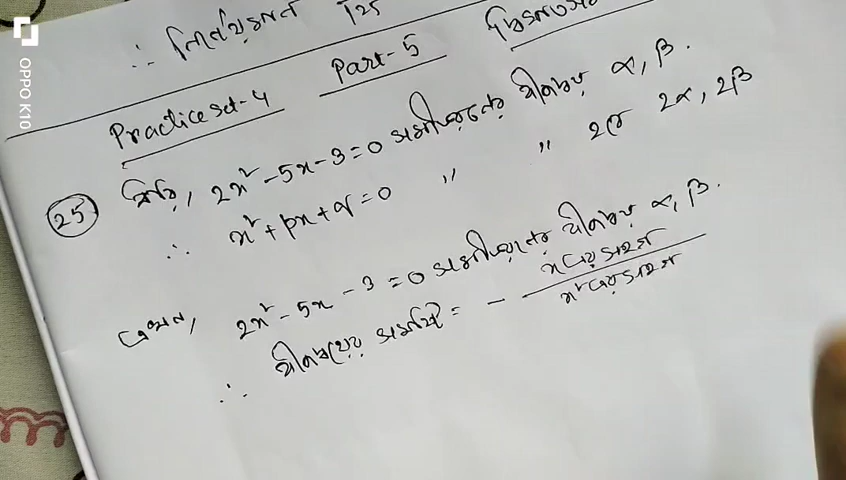 ∴ নির্ণেয় মান 125
Practice set-4 Part-5
25 ধরি, 2x² - 5x - 3 = 0 সমীকরণের বীজদ্বয় α, β.
∴ x² + px + q = 0 " " হবে 2α, 2β
এখন, 2x² - 5x - 3 = 0 সমীকরণের বীজদ্বয় α, β.
∴ বীজদ্বয়ের সমষ্টি = - x এর সহগ / x² এর সহগ
OPPO K10